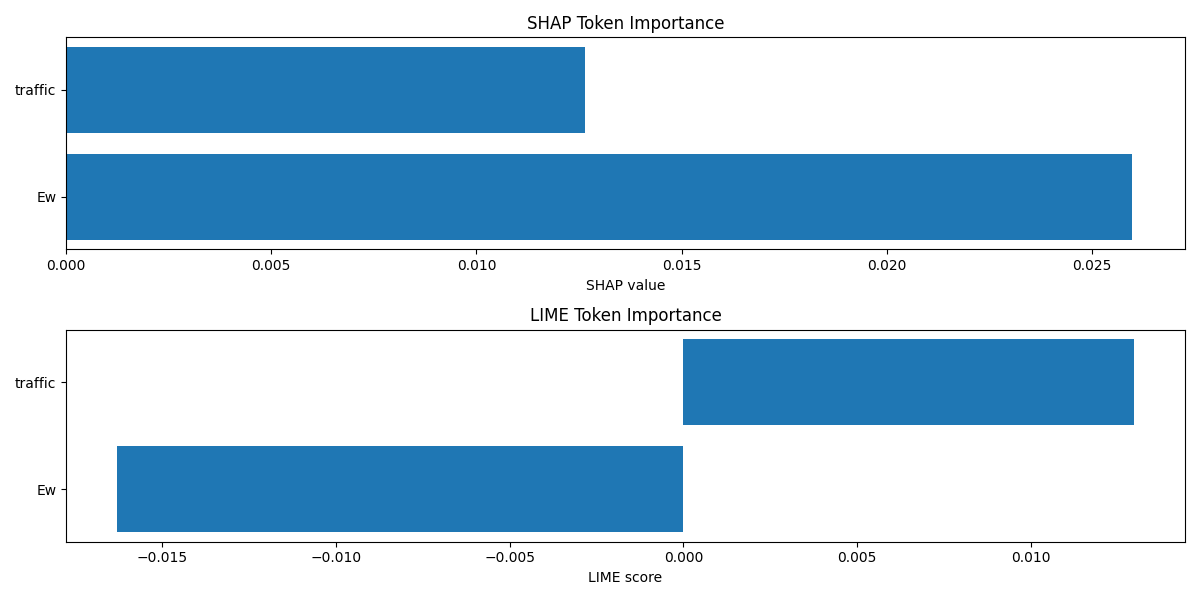 SHAP Token Importance
traffic
Ew
0.000 0.005 0.010 0.015 0.020 0.025
SHAP value
LIME Token Importance
traffic
Ew
−0.015 −0.010 −0.005 0.000 0.005 0.010
LIME score